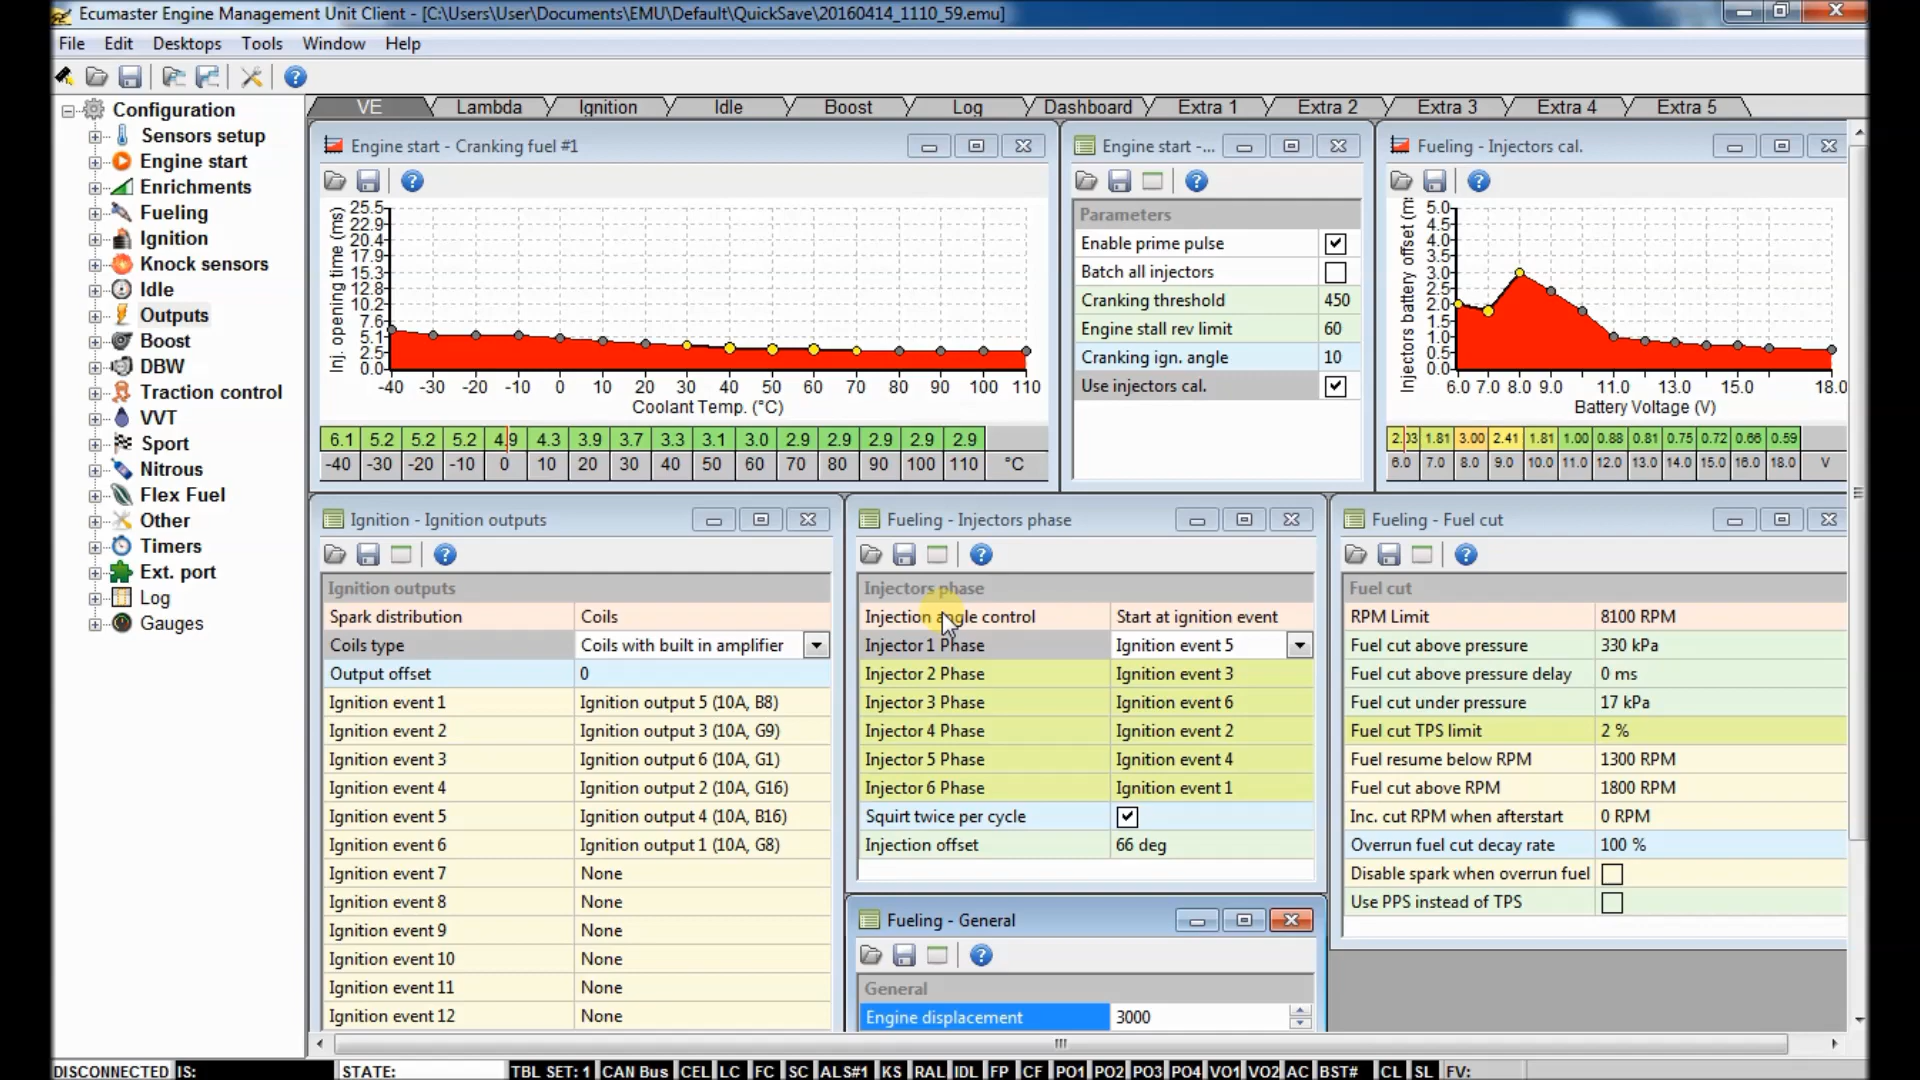 Ecumaster Engine Management Unit Client - [C:\Users\User\Documents\EMU\Default\QuickSave\20160414_1110_59.emu]
File Edit Desktops Tools Window Help
Configuration
Sensors setup
Engine start
Enrichments
Fueling
Ignition
Knock sensors
Idle
Outputs
Boost
DBW
Traction control
VVT
Sport
Nitrous
Flex Fuel
Other
Timers
Ext. port
Log
Gauges
VE Lambda Ignition Idle Boost Log Dashboard Extra 1 Extra 2 Extra 3 Extra 4 Extra 5
Engine start - Cranking fuel #1
Inj. opening time (ms)
25.5
22.9
20.4
17.9
15.3
12.8
10.2
7.6
5.1
2.5
0.0
-40 -30 -20 -10 0 10 20 30 40 50 60 70 80 90 100 110
Coolant Temp. (°C)
6.1 5.2 5.2 5.2 4.9 4.3 3.9 3.7 3.3 3.1 3.0 2.9 2.9 2.9 2.9 2.9
-40 -30 -20 -10 0 10 20 30 40 50 60 70 80 90 100 110 °C
Engine start -...
Parameters
Enable prime pulse
Batch all injectors
Cranking threshold 450
Engine stall rev limit 60
Cranking ign. angle 10
Use injectors cal.
Fueling - Injectors cal.
Injectors battery offset (m
5.0
4.5
4.0
3.5
3.0
2.5
2.0
1.5
1.0
0.5
0.0
6.0 7.0 8.0 9.0 11.0 13.0 15.0 18.0
Battery Voltage (V)
2.03 1.81 3.00 2.41 1.81 1.00 0.88 0.81 0.75 0.72 0.66 0.59
6.0 7.0 8.0 9.0 10.0 11.0 12.0 13.0 14.0 15.0 16.0 18.0 V
Ignition - Ignition outputs
Ignition outputs
Spark distribution Coils
Coils type Coils with built in amplifier
Output offset 0
Ignition event 1 Ignition output 5 (10A, B8)
Ignition event 2 Ignition output 3 (10A, G9)
Ignition event 3 Ignition output 6 (10A, G1)
Ignition event 4 Ignition output 2 (10A, G16)
Ignition event 5 Ignition output 4 (10A, B16)
Ignition event 6 Ignition output 1 (10A, G8)
Ignition event 7 None
Ignition event 8 None
Ignition event 9 None
Ignition event 10 None
Ignition event 11 None
Ignition event 12 None
Fueling - Injectors phase
Injectors phase
Injection angle control Start at ignition event
Injector 1 Phase Ignition event 5
Injector 2 Phase Ignition event 3
Injector 3 Phase Ignition event 6
Injector 4 Phase Ignition event 2
Injector 5 Phase Ignition event 4
Injector 6 Phase Ignition event 1
Squirt twice per cycle
Injection offset 66 deg
Fueling - General
General
Engine displacement 3000
Fueling - Fuel cut
Fuel cut
RPM Limit 8100 RPM
Fuel cut above pressure 330 kPa
Fuel cut above pressure delay 0 ms
Fuel cut under pressure 17 kPa
Fuel cut TPS limit 2 %
Fuel resume below RPM 1300 RPM
Fuel cut above RPM 1800 RPM
Inc. cut RPM when afterstart 0 RPM
Overrun fuel cut decay rate 100 %
Disable spark when overrun fuel
Use PPS instead of TPS
DISCONNECTED IS: STATE: TBL SET: 1 CAN Bus CEL LC FC SC ALS#1 KS RAL IDL FP CF PO1 PO2 PO3 PO4 VO1 VO2 AC BST# CL SL FV: